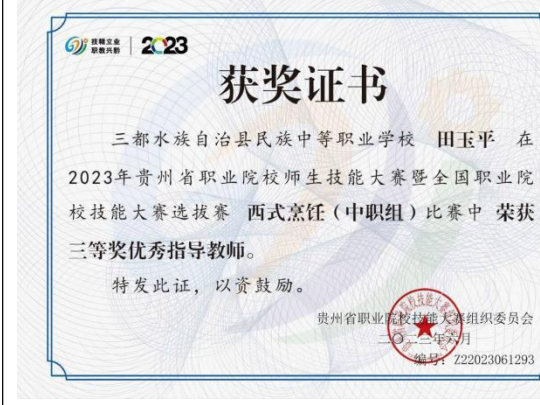 技精立业
职教兴黔
2023
获奖证书
三都水族自治县民族中等职业学校 田玉平 在
2023年贵州省职业院校师生技能大赛暨全国职业院
校技能大赛选拔赛 西式烹饪（中职组）比赛中 荣获
三等奖优秀指导教师。
特发此证，以资鼓励。
贵州省职业院校技能大赛组织委员会
二〇二三年六月
编号：Z22023061293